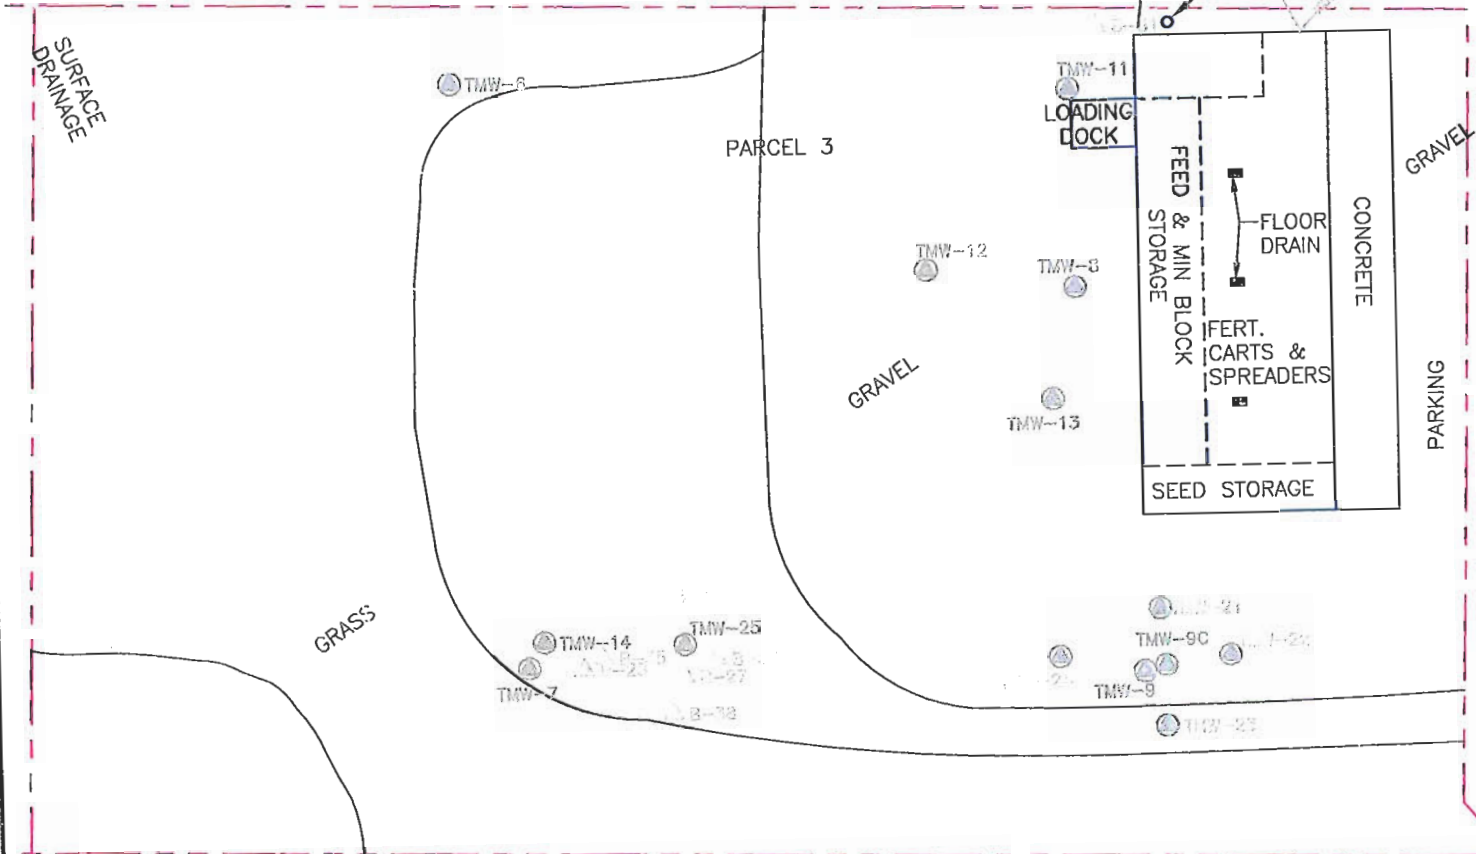 SURFACE
DRAINAGE
TMW-6
PARCEL 3
TMW-11
LOADING
DOCK
FEED & MIN BLOCK
STORAGE
FLOOR
DRAIN
CONCRETE
GRAVEL
TMW-12
TMW-8
FERT.
CARTS &
SPREADERS
GRAVEL
TMW-13
PARKING
SEED STORAGE
GRASS
TMW-14
TMW-25
TMW-7
TMW-9C
TMW-9